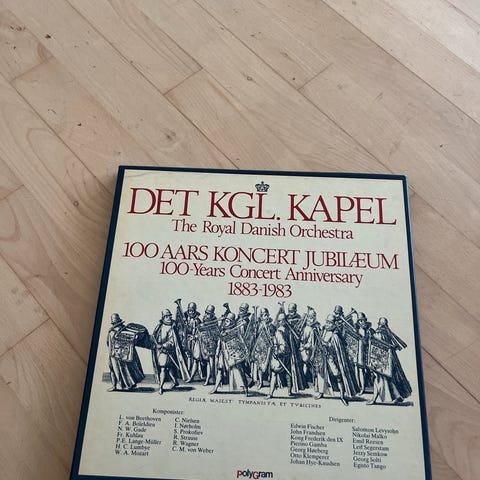 DET KGL. KAPEL
The Royal Danish Orchestra
100 AARS KONCERT JUBILÆUM
100-Years Concert Anniversary
1883-1983
REGIÆ MAIEST: TYMPANISTA ET TVBICINES
Komponister:
L. von Beethoven
F. A. Boieldieu
N. W. Gade
Fr. Kuhlau
P.E. Lange-Müller
H. C. Lumbye
W. A. Mozart
C. Nielsen
I. Nørholm
S. Prokofiev
R. Strauss
R. Wagner
C. M. von Weber
Dirigenter:
Edwin Fischer
John Frandsen
Kong Frederik den IX
Pierino Gamba
Georg Høeberg
Otto Klemperer
Johan Hye-Knudsen
Salomon Levysohn
Nikolai Malko
Emil Reesen
Leif Segerstam
Jerzy Semkow
Georg Solti
Eginto Tango
polyGram